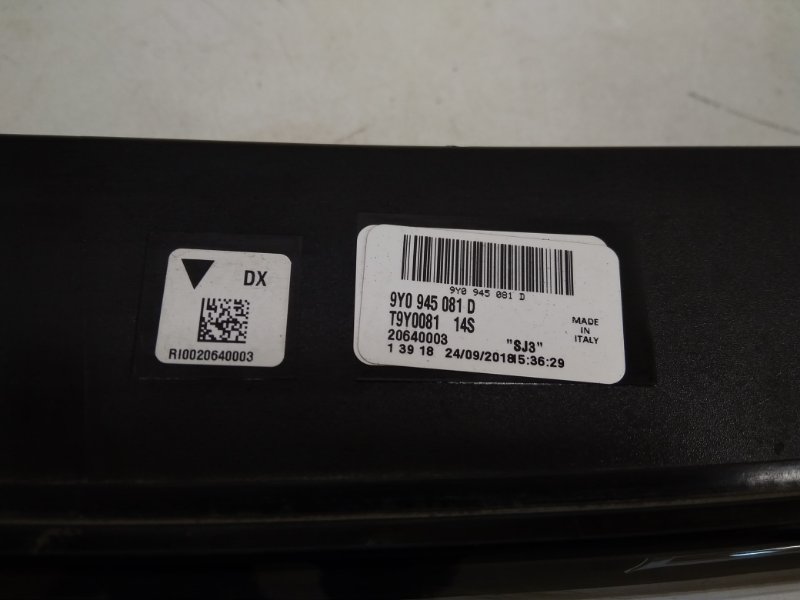 DX
RI0020640003
9Y0 945 081 D
9Y0 945 081 D
T9Y0081 14S
20640003 "SJ3"
1 39 18 24/09/2018 15:36:29
MADE
IN
ITALY